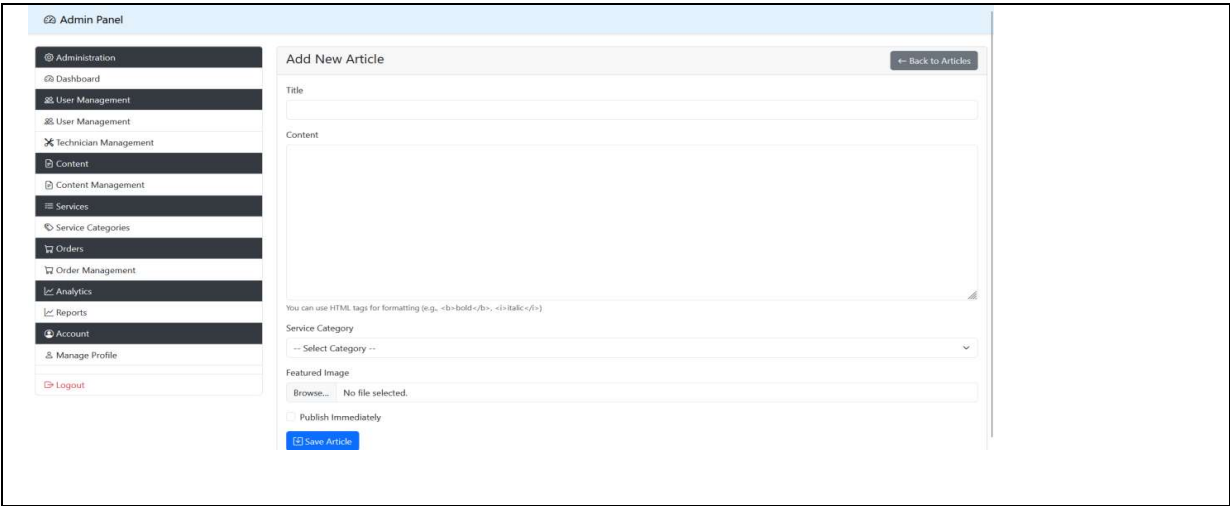 Admin Panel
Administration
Dashboard
User Management
User Management
Technician Management
Content
Content Management
Services
Service Categories
Orders
Order Management
Analytics
Reports
Account
Manage Profile
Logout
Add New Article
← Back to Articles
Title
Content
You can use HTML tags for formatting (e.g., <b>bold</b>, <i>italic</i>)
Service Category
-- Select Category --
Featured Image
Browse... No file selected.
Publish Immediately
Save Article